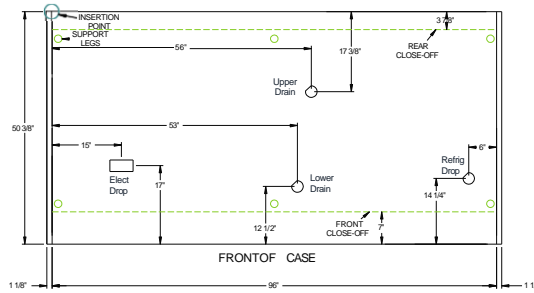 INSERTION
POINT
SUPPORT
LEGS
56"
17 3/8"
3 7/8"
REAR
CLOSE-OFF
Upper
Drain
50 3/8"
53"
15"
6"
Elect
Drop
17"
Lower
Drain
Refrig
Drop
12 1/2"
14 1/4"
FRONT
CLOSE-OFF
7"
FRONTOF CASE
1 1/8"
96"
1 1